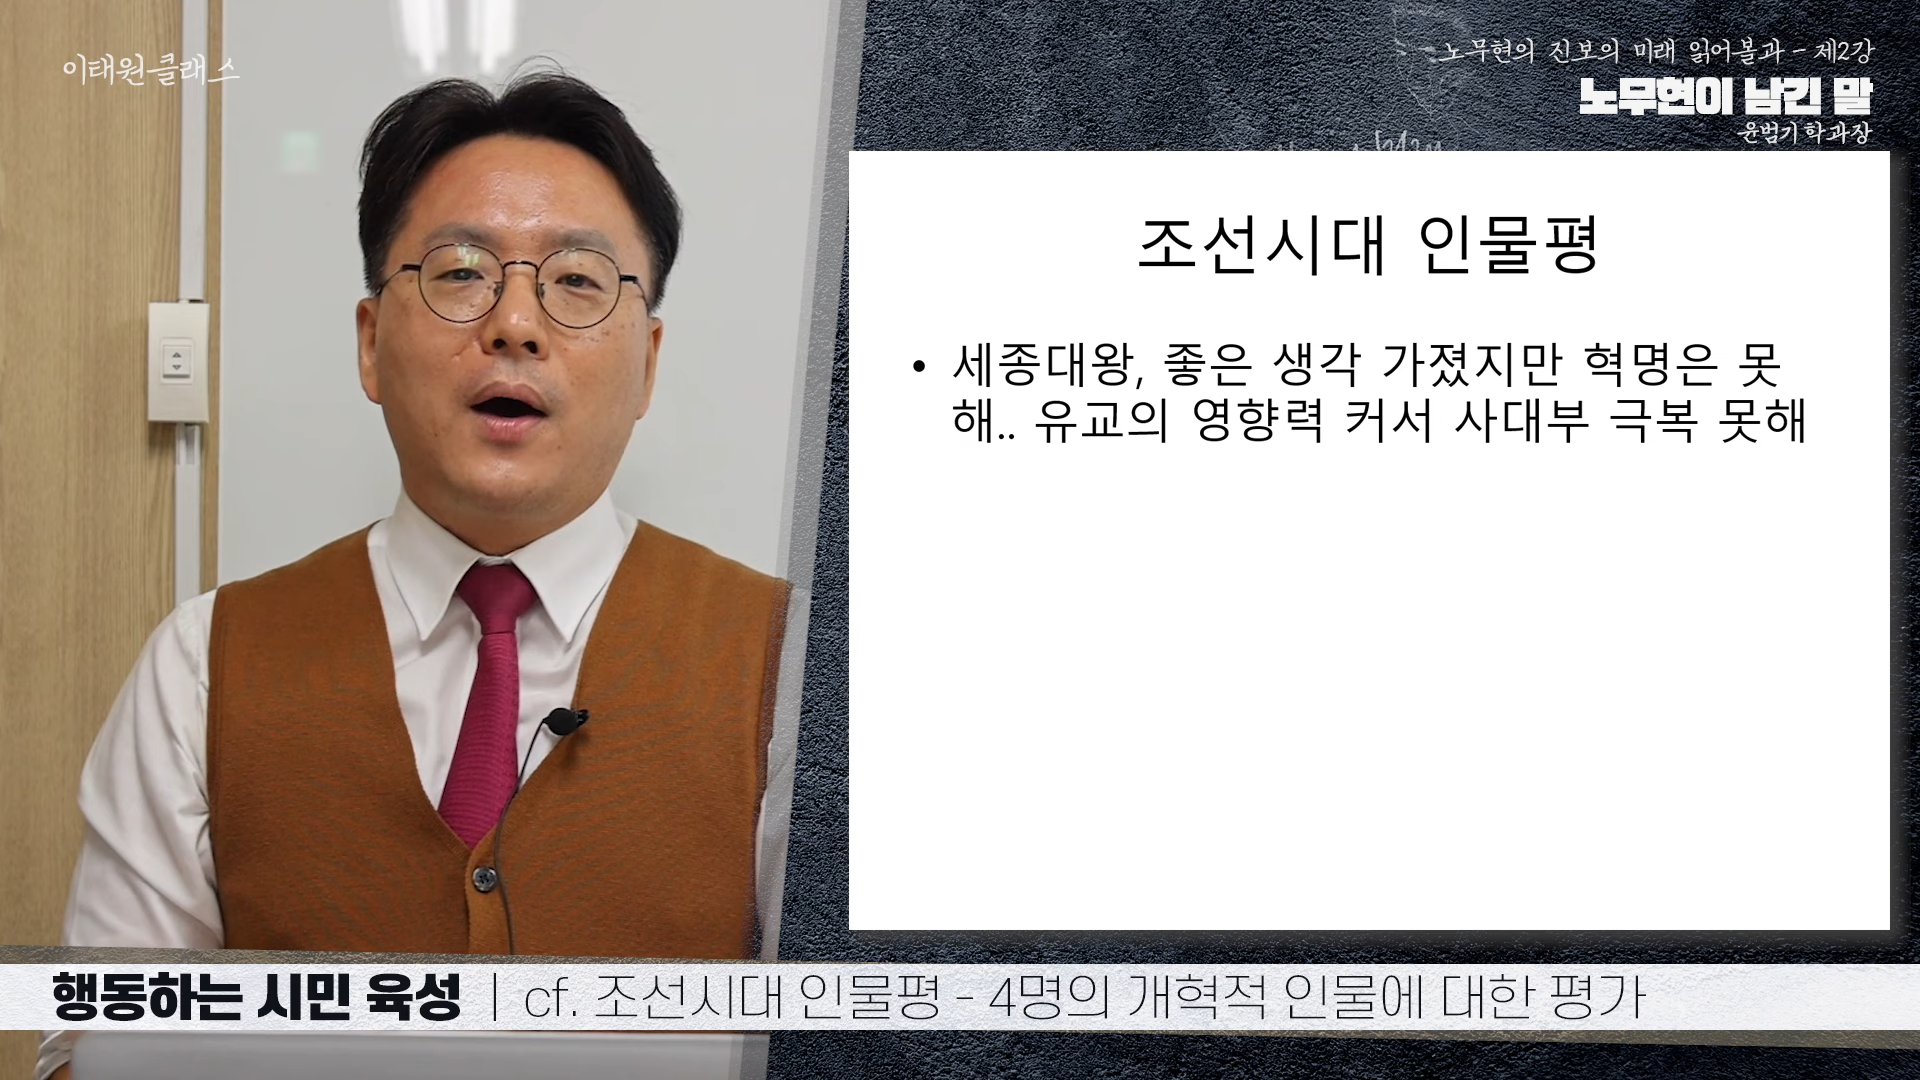 이태원클래스
노무현의 진보의 미래 읽어볼과 - 제2강
노무현이 남긴 말
윤범기 학과장
조선시대 인물평
• 세종대왕, 좋은 생각 가졌지만 혁명은 못
해.. 유교의 영향력 커서 사대부 극복 못해
행동하는 시민 육성 | cf. 조선시대 인물평 - 4명의 개혁적 인물에 대한 평가